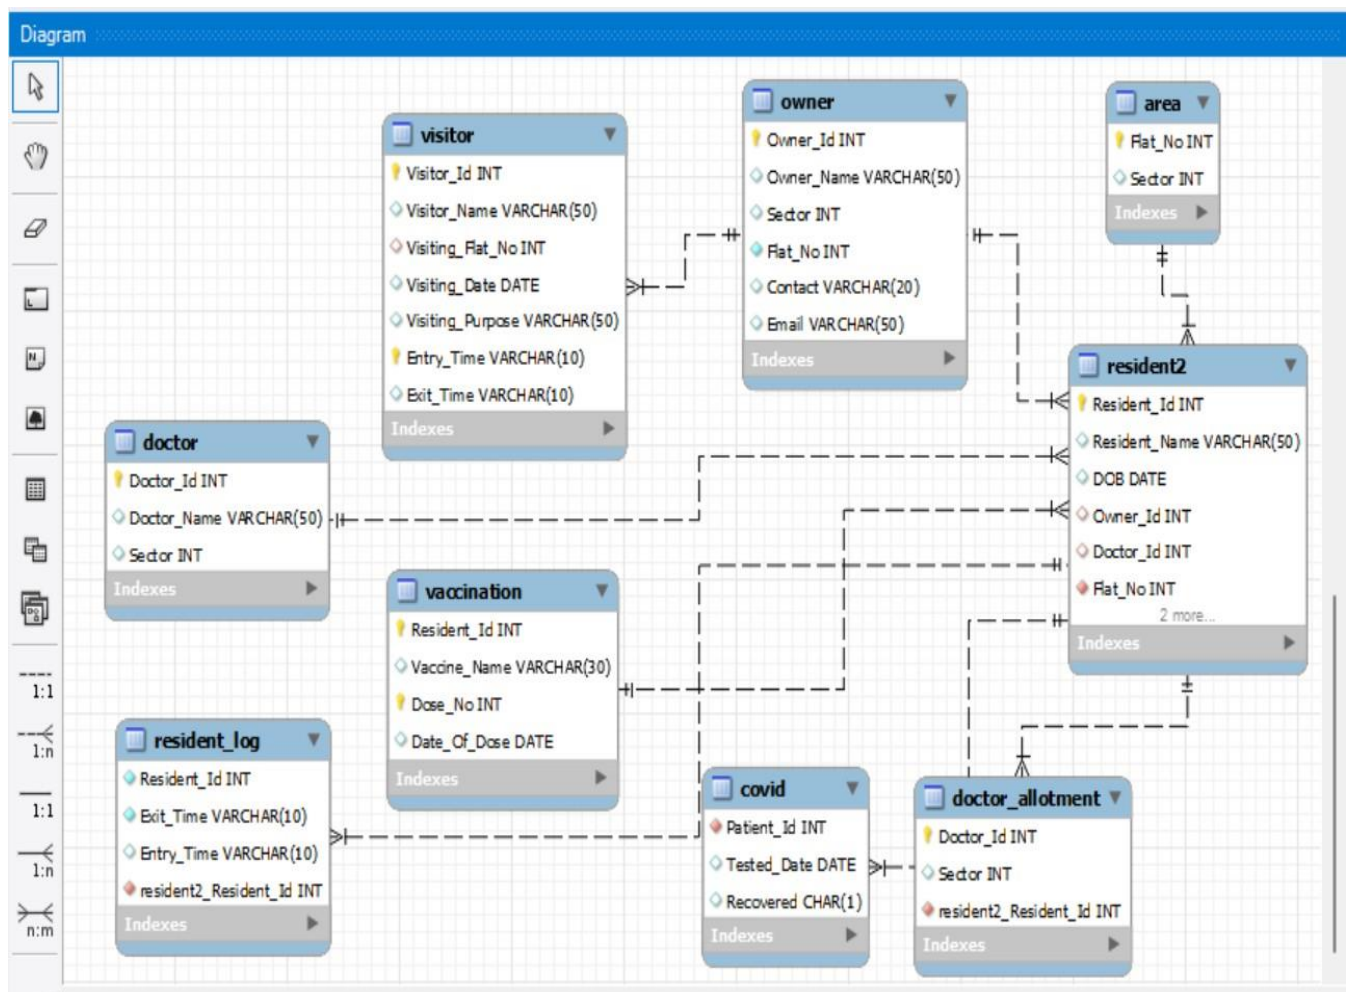 Diagram
visitor
Visitor_Id INT
Visitor_Name VARCHAR(50)
Visiting_Flat_No INT
Visiting_Date DATE
Visiting_Purpose VARCHAR(50)
Entry_Time VARCHAR(10)
Exit_Time VARCHAR(10)
Indexes
owner
Owner_Id INT
Owner_Name VARCHAR(50)
Sector INT
Flat_No INT
Contact VARCHAR(20)
Email VARCHAR(50)
Indexes
area
Flat_No INT
Sector INT
Indexes
resident2
Resident_Id INT
Resident_Name VARCHAR(50)
DOB DATE
Owner_Id INT
Doctor_Id INT
Flat_No INT
2 more...
Indexes
doctor
Doctor_Id INT
Doctor_Name VARCHAR(50)
Sector INT
Indexes
vaccination
Resident_Id INT
Vaccine_Name VARCHAR(30)
Dose_No INT
Date_Of_Dose DATE
Indexes
resident_log
Resident_Id INT
Exit_Time VARCHAR(10)
Entry_Time VARCHAR(10)
resident2_Resident_Id INT
Indexes
covid
Patient_Id INT
Tested_Date DATE
Recovered CHAR(1)
Indexes
doctor_allotment
Doctor_Id INT
Sector INT
resident2_Resident_Id INT
Indexes
1:1
1:n
1:1
1:n
n:m